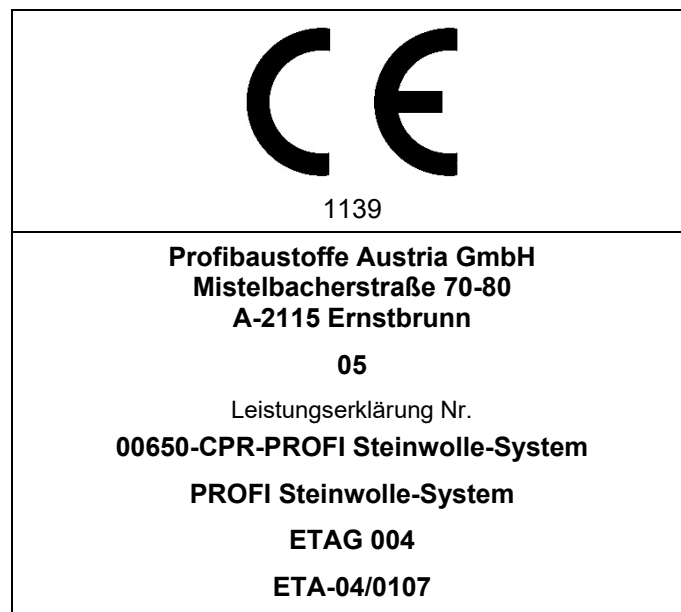 CE
1139
Profibaustoffe Austria GmbH
Mistelbacherstraße 70-80
A-2115 Ernstbrunn
05
Leistungserklärung Nr.
00650-CPR-PROFI Steinwolle-System
PROFI Steinwolle-System
ETAG 004
ETA-04/0107